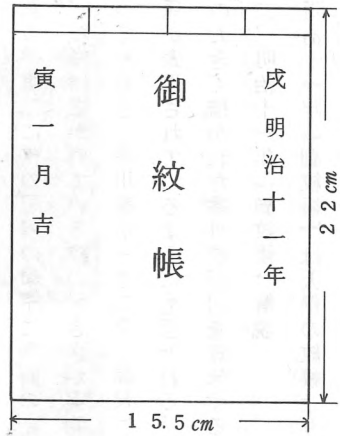 戌明治十一年
御紋帳
寅一月吉
22cm
15.5cm